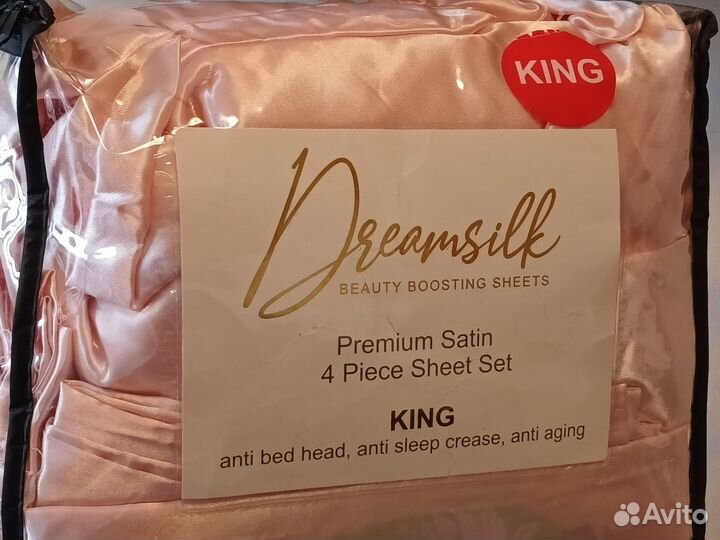 KING
Dreamsilk
BEAUTY BOOSTING SHEETS
Premium Satin
4 Piece Sheet Set
KING
anti bed head, anti sleep crease, anti aging
Avito